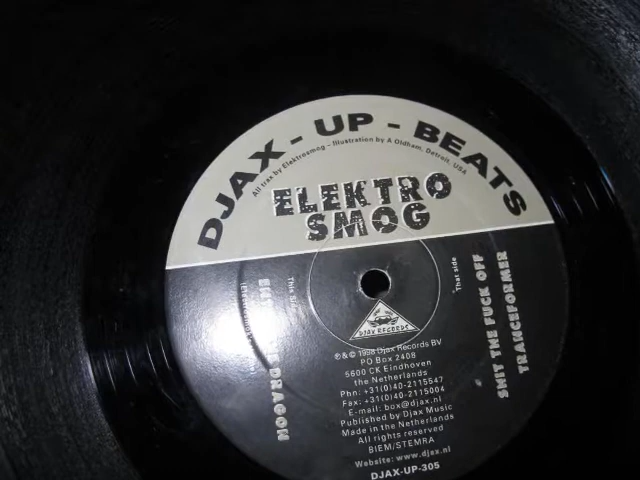 DJAX - UP - BEATS
All trax by Elektrosmog - Illustration by A Oldham, Detroit, USA
ELEKTRO
SMOG
This
DRAGON
That side
SHIT THE FUCK OFF
TRANCEFORMER
DJAX RECORDS
℗ & © 1998 Djax Records BV
PO Box 2408
5600 CK Eindhoven
the Netherlands
Phn: +31(0)40-2115547
Fax: +31(0)40-2115004
E-mail: box@djax.nl
Published by Djax Music
Made in the Netherlands
All rights reserved
BIEM/STEMRA
Website: www.djax.nl
DJAX-UP-305